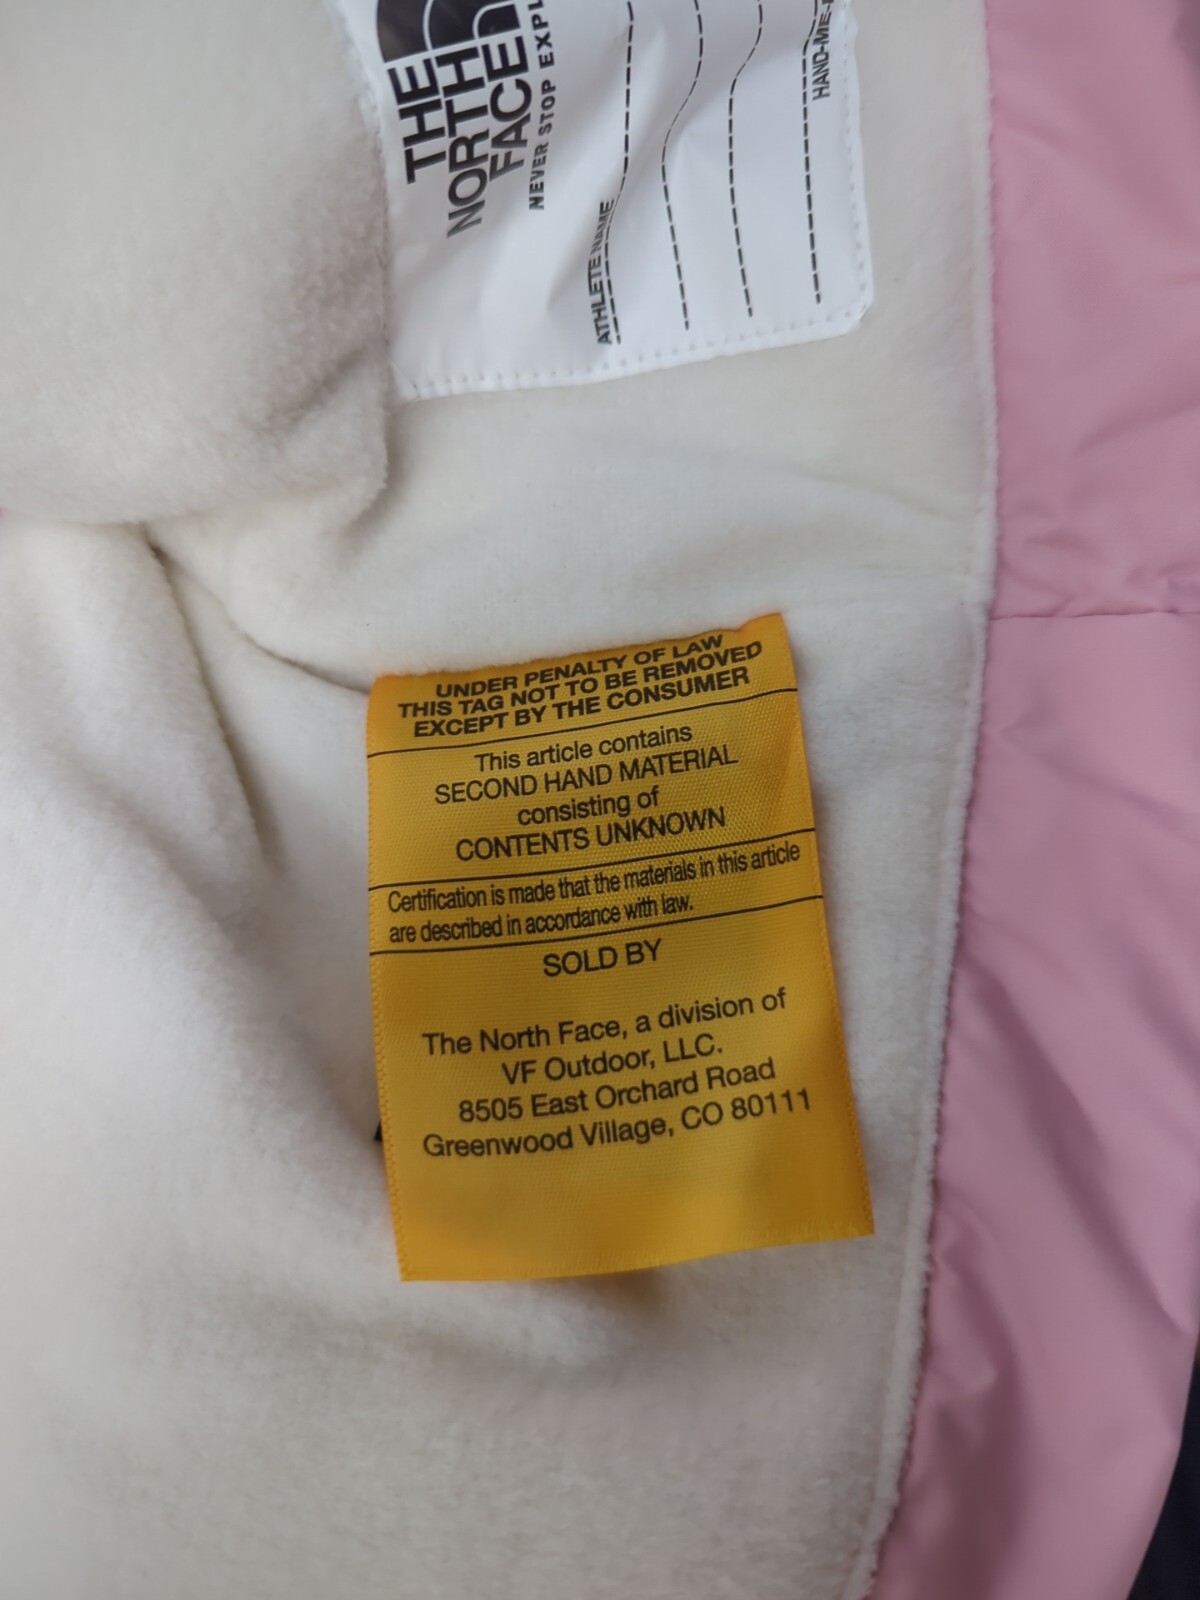 THE
NORTH
FACE
NEVER STOP
ATHLETE NAME
UNDER PENALTY OF LAW
THIS TAG NOT TO BE REMOVED
EXCEPT BY THE CONSUMER
This article contains
SECOND HAND MATERIAL
consisting of
CONTENTS UNKNOWN
Certification is made that the materials in this article
are described in accordance with law.
SOLD BY
The North Face, a division of
VF Outdoor, LLC.
8505 East Orchard Road
Greenwood Village, CO 80111